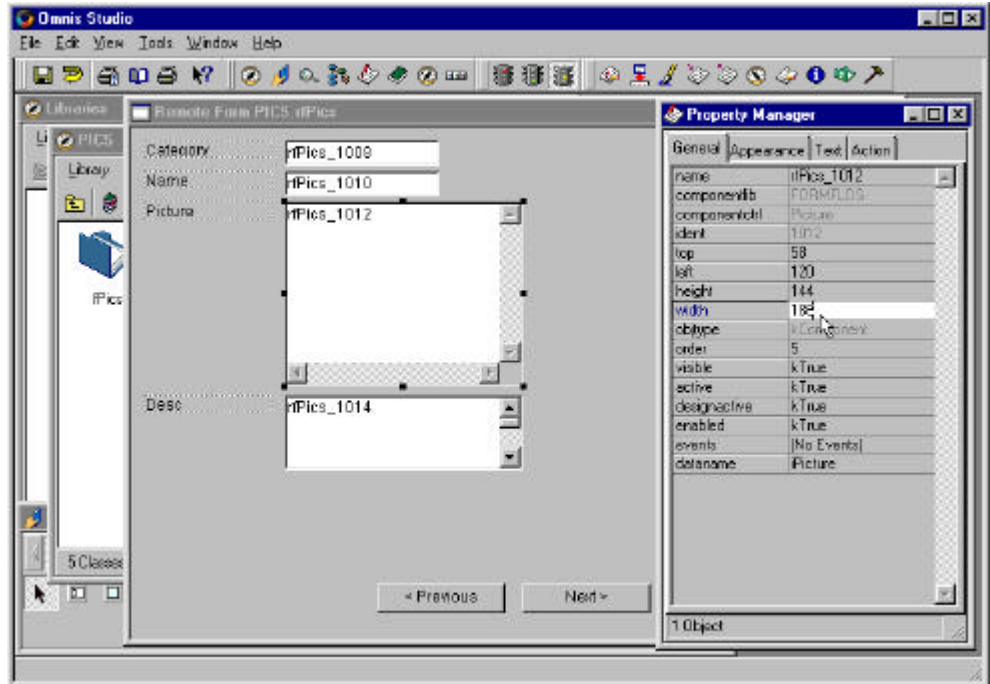 Omnis Studio
File Edit View Tools Window Help
Libraries
PICS
Library
5 Classes
Remote Form PICS.rfPics
Category rfPics_1008
Name rfPics_1010
Picture rfPics_1012
Desc rfPics_1014
< Previous Next >
Property Manager
General Appearance Text Action
name rfPics_1012
componentlib FORMFLDS
componentctrl Picture
ident 1012
top 58
left 120
height 144
width
objtype kComponent
order 5
visible kTrue
active kTrue
designactive kTrue
enabled kTrue
events (No Events)
dataname iPicture
1 Object